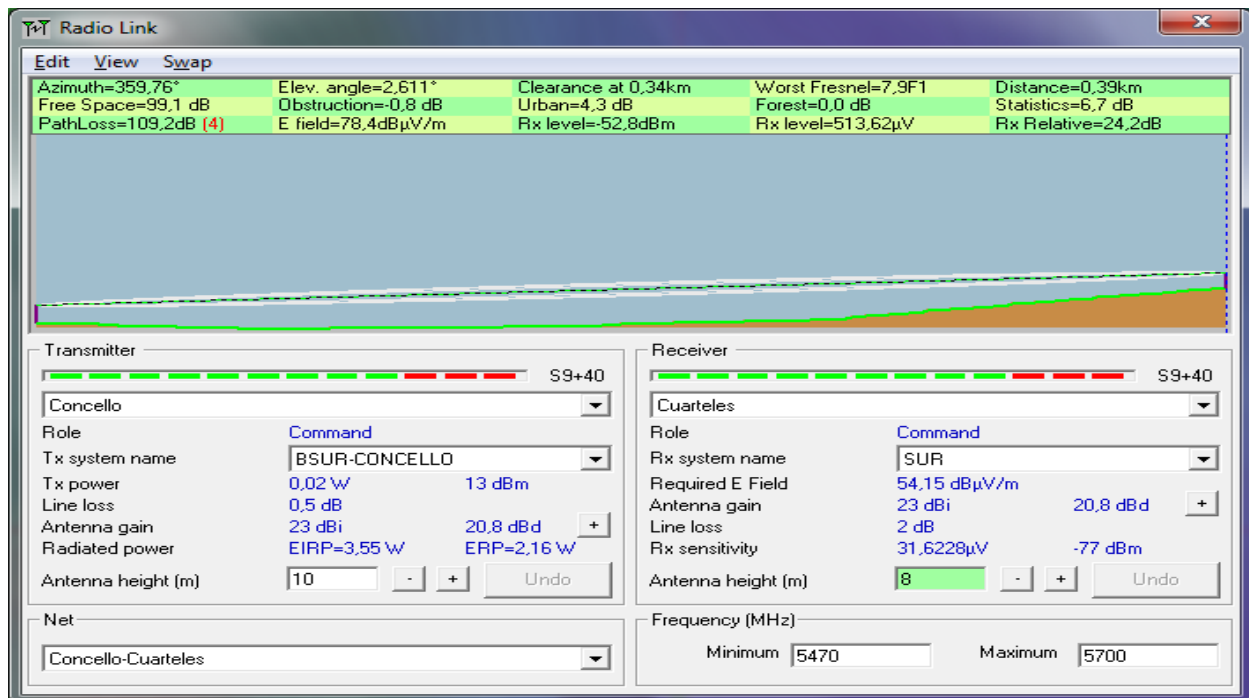 Radio Link
Edit View Swap
Azimuth=359,76° Elev. angle=2,611° Clearance at 0,34km Worst Fresnel=7,9F1 Distance=0,39km
Free Space=99,1 dB Obstruction=-0,8 dB Urban=4,3 dB Forest=0,0 dB Statistics=6,7 dB
PathLoss=109,2dB (4) E field=78,4dBµV/m Rx level=-52,8dBm Rx level=513,62µV Rx Relative=24,2dB
Transmitter
S9+40
Concello
Role Command
Tx system name BSUR-CONCELLO
Tx power 0,02 W 13 dBm
Line loss 0,5 dB
Antenna gain 23 dBi 20,8 dBd +
Radiated power EIRP=3,55 W ERP=2,16 W
Antenna height (m) 10 - + Undo
Net
Concello-Cuarteles
Receiver
S9+40
Cuarteles
Role Command
Rx system name SUR
Required E Field 54,15 dBµV/m
Antenna gain 23 dBi 20,8 dBd +
Line loss 2 dB
Rx sensitivity 31,6228µV -77 dBm
Antenna height (m) 8 - + Undo
Frequency (MHz)
Minimum 5470 Maximum 5700